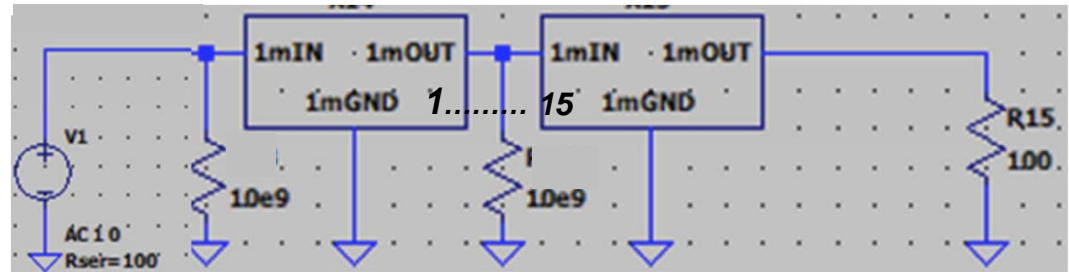 1mIN 1mOUT
1mIN 1mOUT
1mGND
1......... 15
1mGND
R15
100
V1
10e9
10e9
AC 1 0
Rser=100